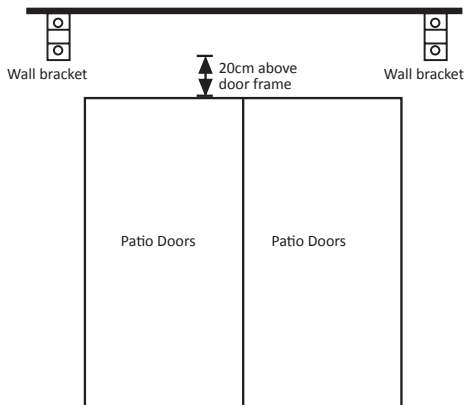 Wall bracket
20cm above
door frame
Wall bracket
Patio Doors
Patio Doors